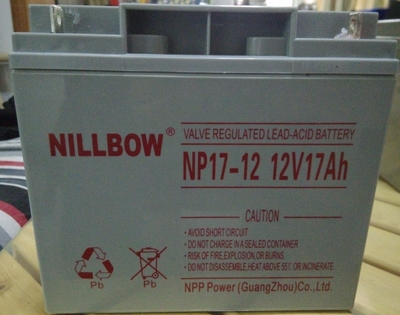 VALVE REGULATED LEAD-ACID BATTERY
NILLBOW®
NP17-12 12V17Ah
CAUTION
• AVOID SHORT CIRCUIT
• DO NOT CHARGE IN A SEALED CONTAINER
• RISK OF FIRE,EXPLOSION,OR BURNS.
• DO NOT DISASSEMBLE,HEAT ABOVE 55℃ OR INCINERATE.
Pb Pb
NPP Power (GuangZhou)Co.,Ltd.